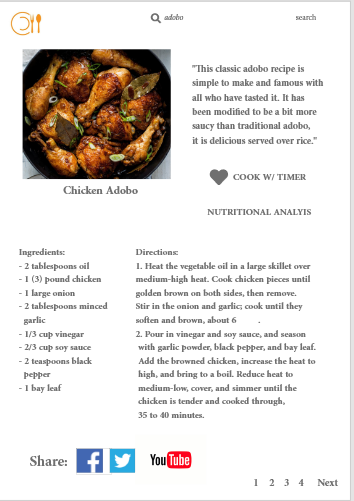 adobo
search
"This classic adobo recipe is
simple to make and famous with
all who have tasted it. It has
been modified to be a bit more
saucy than traditional adobo,
it is delicious served over rice."
Chicken Adobo
COOK W/ TIMER
NUTRITIONAL ANALYIS
Ingredients:
- 2 tablespoons oil
- 1 (3) pound chicken
- 1 large onion
- 2 tablespoons minced
garlic
- 1/3 cup vinegar
- 2/3 cup soy sauce
- 2 teaspoons black
pepper
- 1 bay leaf
Directions:
1. Heat the vegetable oil in a large skillet over
medium-high heat. Cook chicken pieces until
golden brown on both sides, then remove.
Stir in the onion and garlic; cook until they
soften and brown, about 6 .
2. Pour in vinegar and soy sauce, and season
with garlic powder, black pepper, and bay leaf.
Add the browned chicken, increase the heat to
high, and bring to a boil. Reduce heat to
medium-low, cover, and simmer until the
chicken is tender and cooked through,
35 to 40 minutes.
Share: f YouTube
1 2 3 4 Next